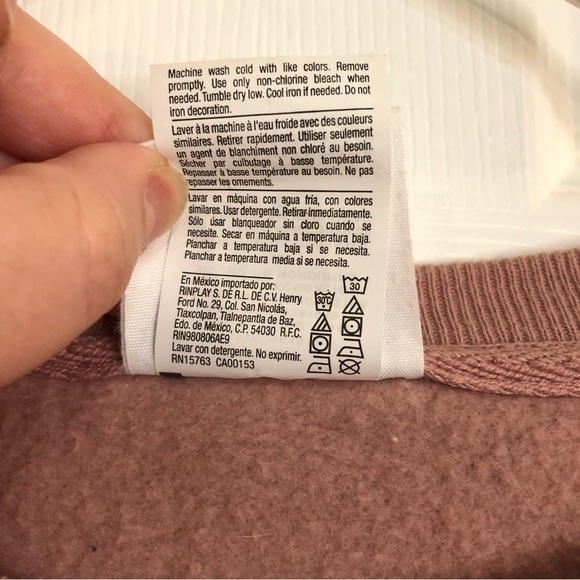 Machine wash cold with like colors. Remove
promptly. Use only non-chlorine bleach when
needed. Tumble dry low. Cool iron if needed. Do not
iron decoration.
Laver à la machine à l'eau froide avec des couleurs
similaires. Retirer rapidement. Utiliser seulement
un agent de blanchiment non chloré au besoin.
Sécher par culbutage à basse température.
Repasser à basse température au besoin. Ne pas
repasser les ornements.
Lavar en máquina con agua fría, con colores
similares. Usar detergente. Retirar inmediatamente.
Sólo usar blanqueador sin cloro cuando se
necesite. Secar en máquina a temperatura baja.
Planchar a temperatura baja si se necesita.
Planchar a temperatura media si se necesita.
En México importado por:
RINPLAY S. DE R.L. DE C.V. Henry
Ford No. 29, Col. San Nicolás,
Tlaxcolpan, Tlalnepantla de Baz,
Edo. de México, C.P. 54030 R.F.C.
RIN980806AE9
Lavar con detergente. No exprimir.
RN15763 CA00153
30°C
30